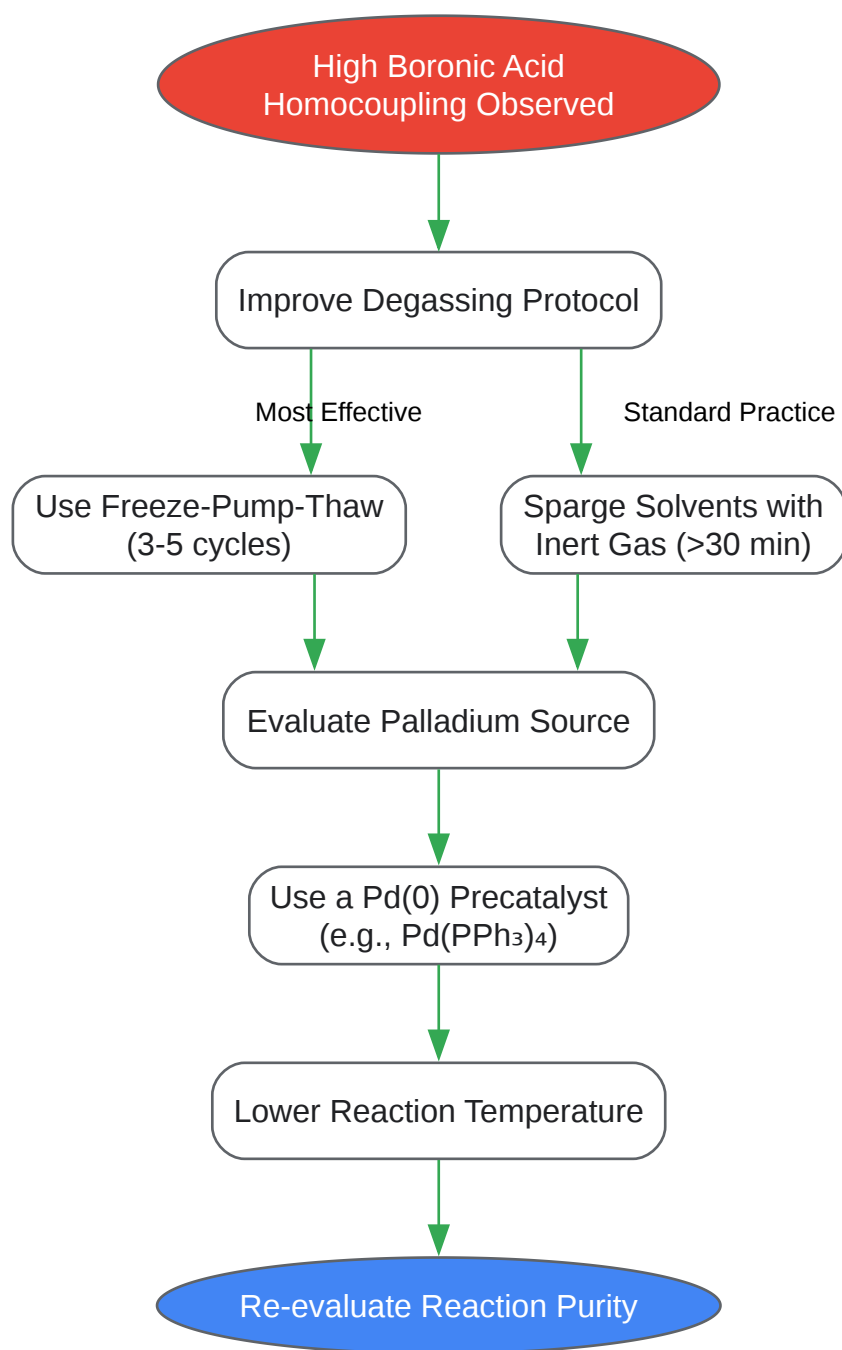 High Boronic Acid
Homocoupling Observed
Improve Degassing Protocol
Most Effective
Standard Practice
Use Freeze-Pump-Thaw
(3-5 cycles)
Sparge Solvents with
Inert Gas (>30 min)
Evaluate Palladium Source
Use a Pd(0) Precatalyst
(e.g., Pd(PPh₃)₄)
Lower Reaction Temperature
Re-evaluate Reaction Purity